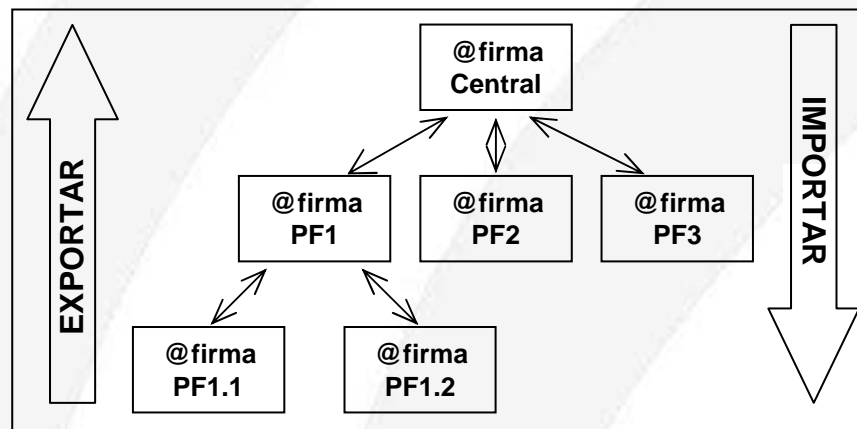 EXPORTAR
@firma
Central
IMPORTAR
@firma
PF1
@firma
PF2
@firma
PF3
@firma
PF1.1
@firma
PF1.2